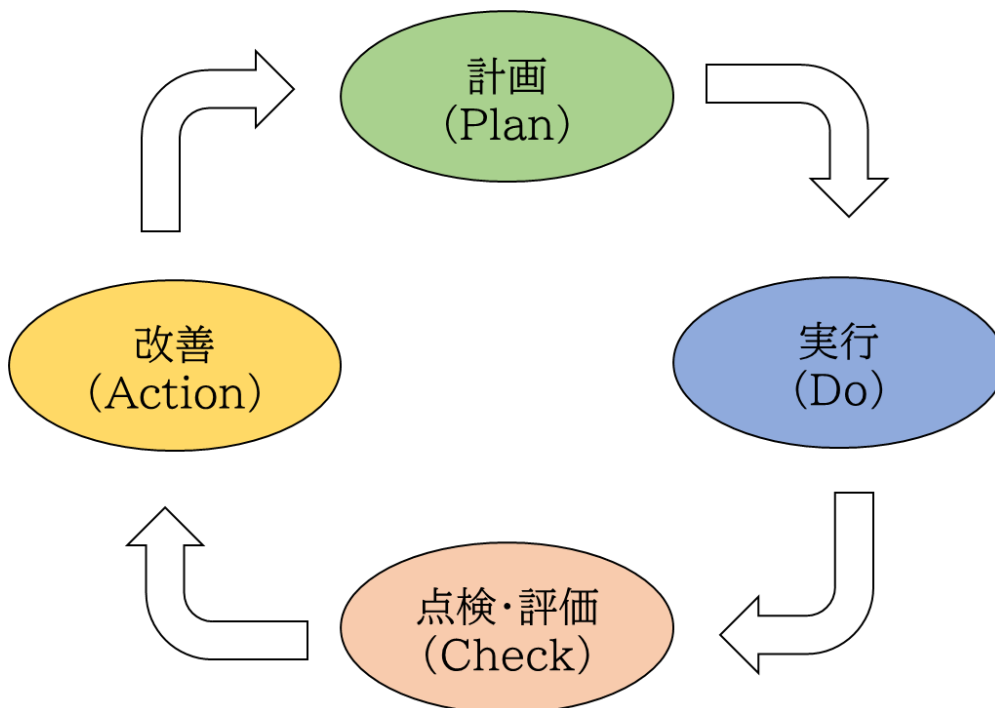 計画
(Plan)
実行
(Do)
点検・評価
(Check)
改善
(Action)